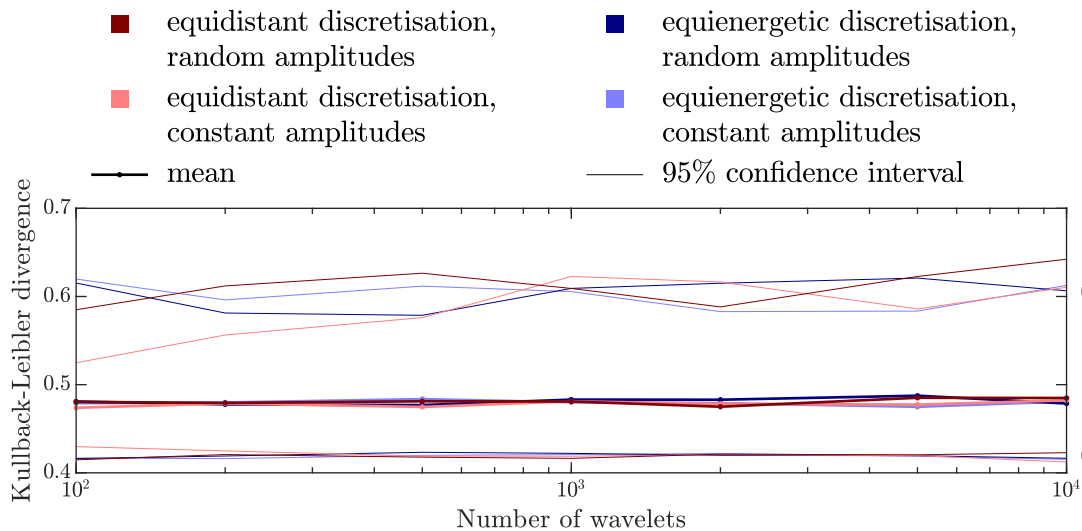 equidistant discretisation,
random amplitudes
equienergetic discretisation,
random amplitudes
equidistant discretisation,
constant amplitudes
equienergetic discretisation,
constant amplitudes
mean
95% confidence interval
Kullback-Leibler divergence
0.7
0.6
0.5
0.4
10²
10³
10⁴
Number of wavelets